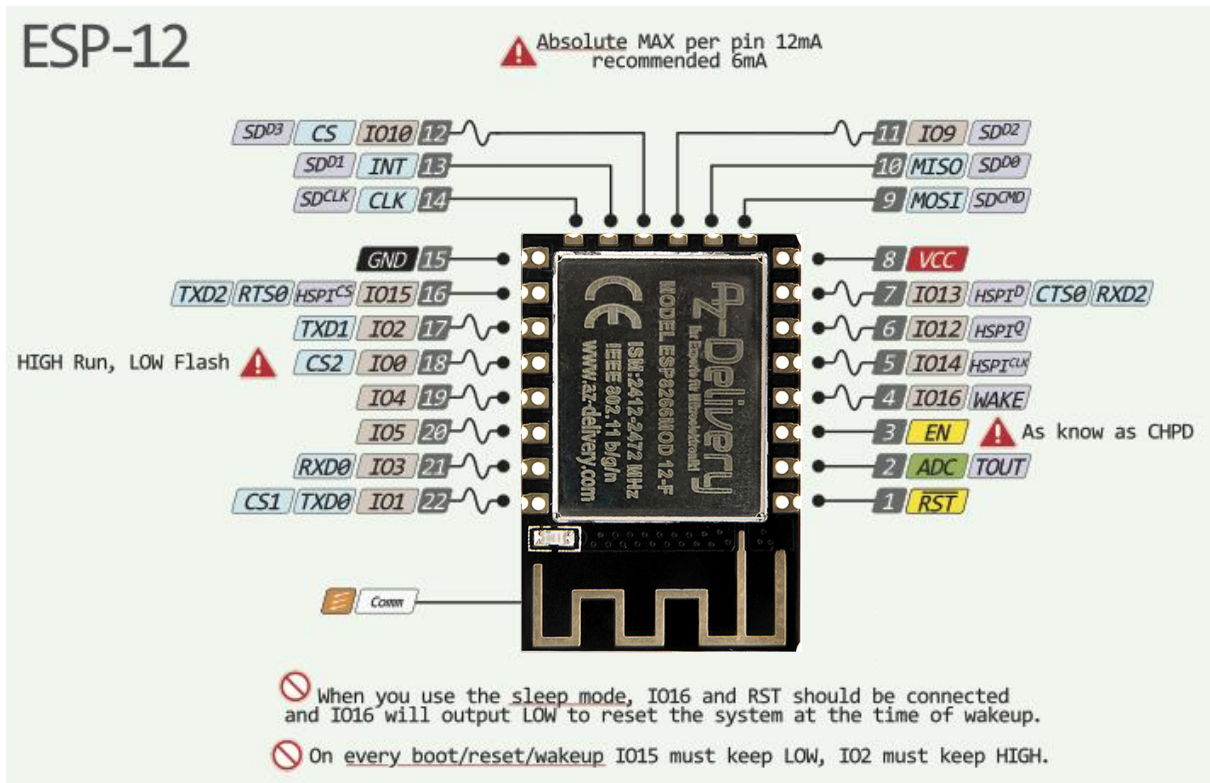 ESP-12
Absolute MAX per pin 12mA
recommended 6mA
SDD3 CS IO10 12
SDD1 INT 13
SDCLK CLK 14
11 IO9 SDD2
10 MISO SDD0
9 MOSI SDCMD
GND 15
TXD2 RTS0 HSPICS IO15 16
TXD1 IO2 17
HIGH Run, LOW Flash CS2 IO0 18
IO4 19
IO5 20
RXD0 IO3 21
CS1 TXD0 IO1 22
8 VCC
7 IO13 HSPID CTS0 RXD2
6 IO12 HSPIQ
5 IO14 HSPICLK
4 IO16 WAKE
3 EN As know as CHPD
2 ADC TOUT
1 RST
AZ-Delivery
Ihr Experte für Mikroelektronik!
MODEL ESP8266MOD 12-F
ISM:2412-2472 MHz
IEEE 802.11 b/g/n
www.az-delivery.com
CE
Comm
When you use the sleep mode, IO16 and RST should be connected
and IO16 will output LOW to reset the system at the time of wakeup.
On every boot/reset/wakeup IO15 must keep LOW, IO2 must keep HIGH.